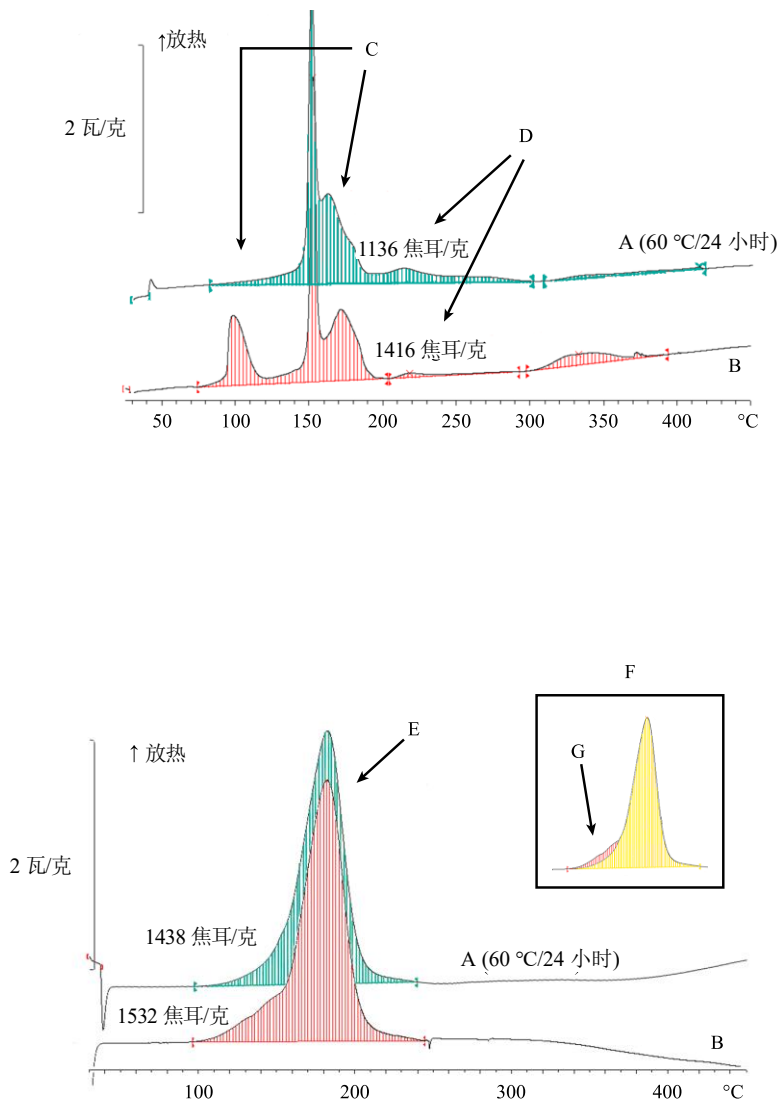 ↑放热
C
2 瓦/克
D
1136 焦耳/克
A (60 °C/24 小时)
1416 焦耳/克
B
50 100 150 200 250 300 350 400 °C
F
↑ 放热
E
G
2 瓦/克
1438 焦耳/克
A (60 °C/24 小时)
1532 焦耳/克
B
100 200 300 400 °C